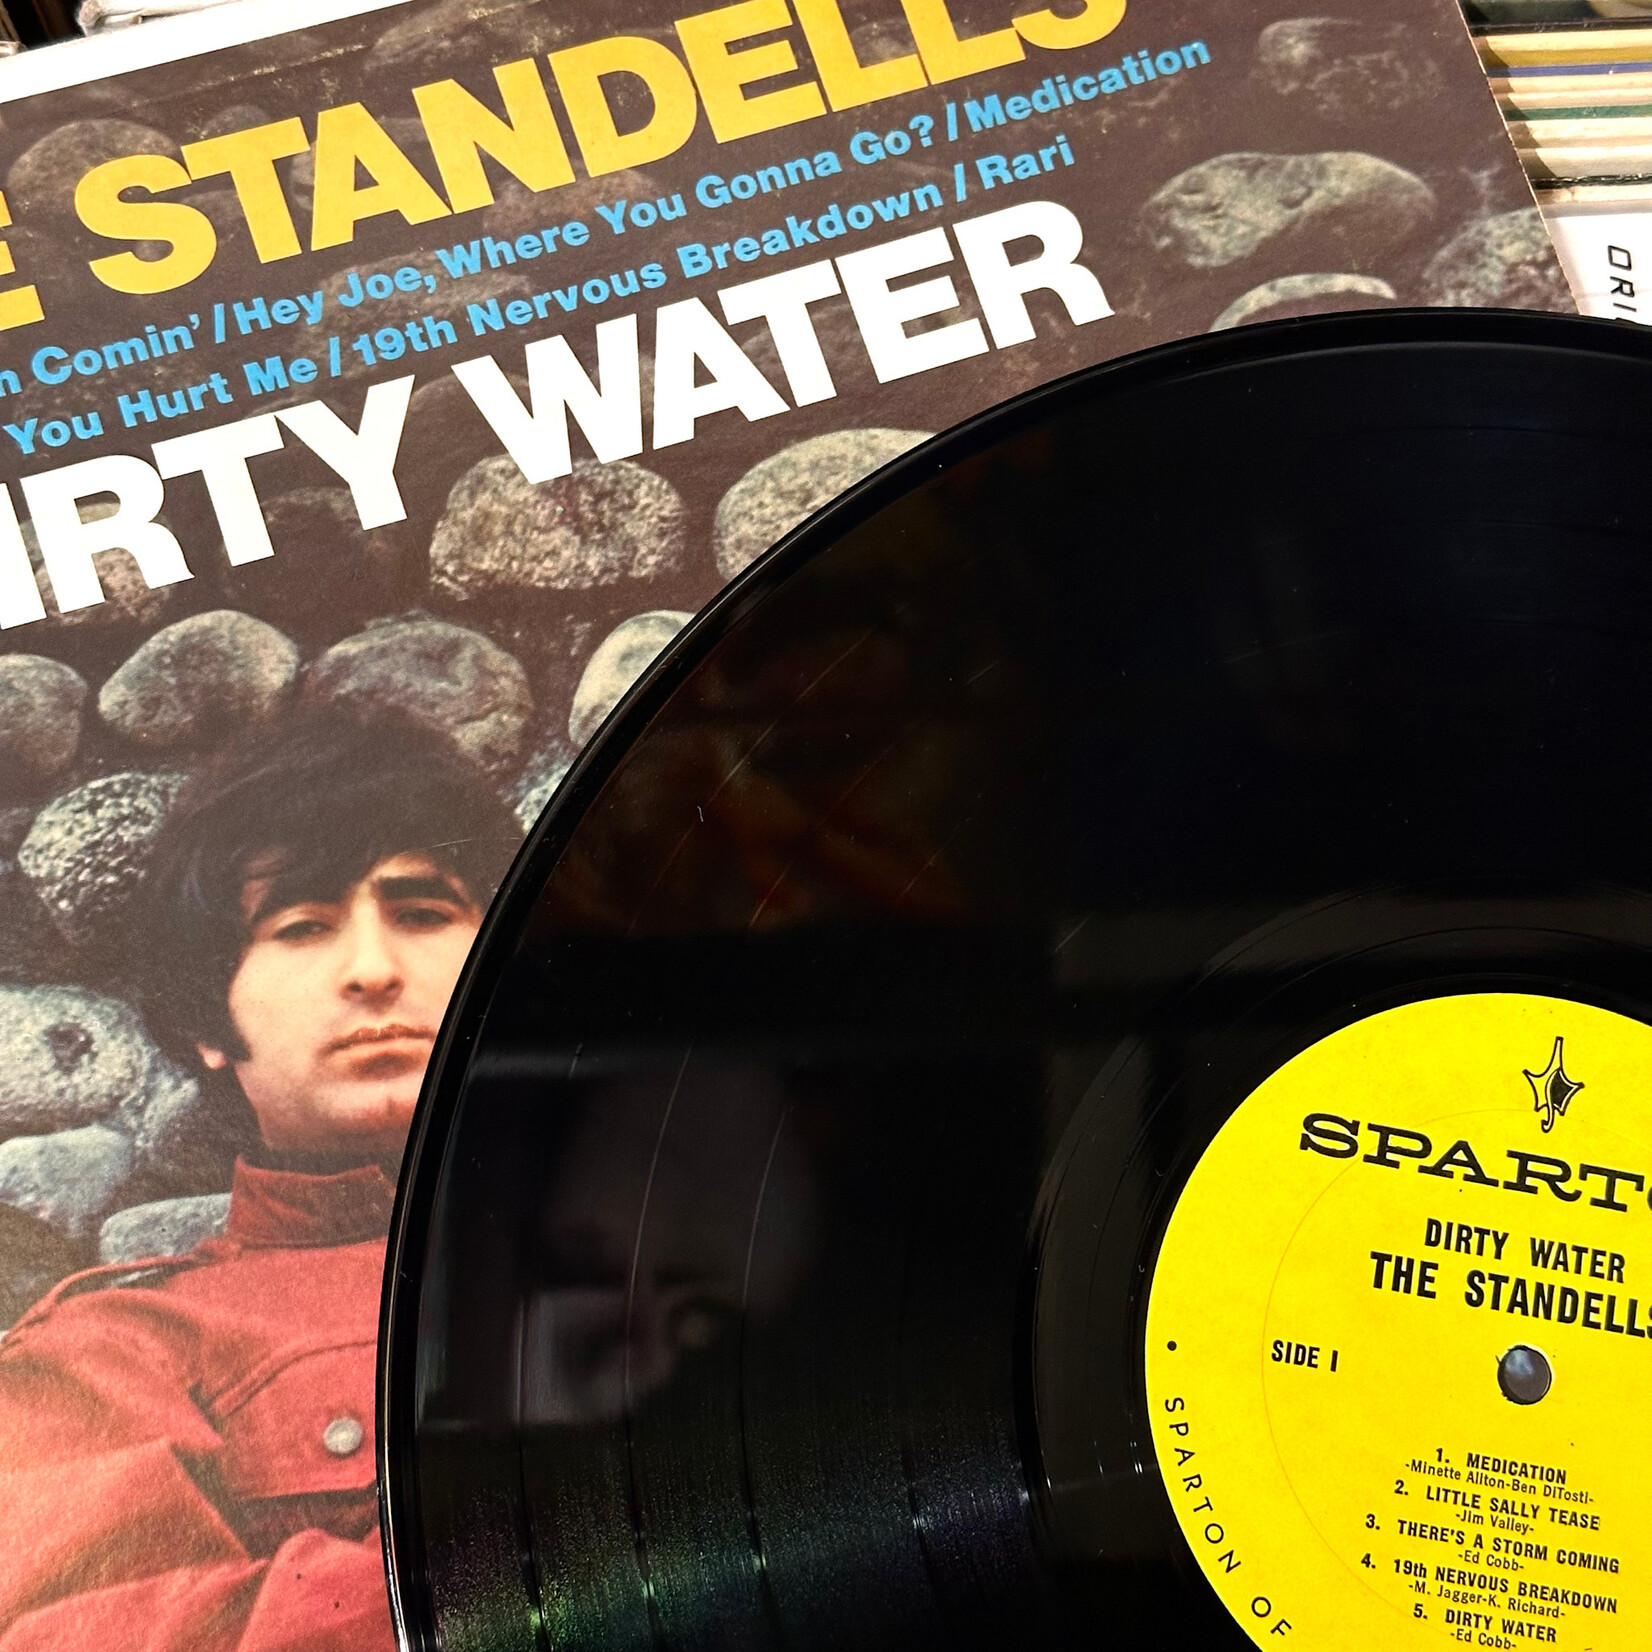 E STANDELLS
n Comin' / Hey Joe, Where You Gonna Go? / Medication
You Hurt Me / 19th Nervous Breakdown / Rari
IRTY WATER
ORI
SPARTO
DIRTY WATER
THE STANDELLS
SIDE 1
1. MEDICATION
-Minette Allton-Ben DiTosti-
2. LITTLE SALLY TEASE
-Jim Valley-
3. THERE'S A STORM COMING
-Ed Cobb-
4. 19th NERVOUS BREAKDOWN
-M. Jagger-K. Richard-
5. DIRTY WATER
-Ed Cobb-
• SPARTON OF